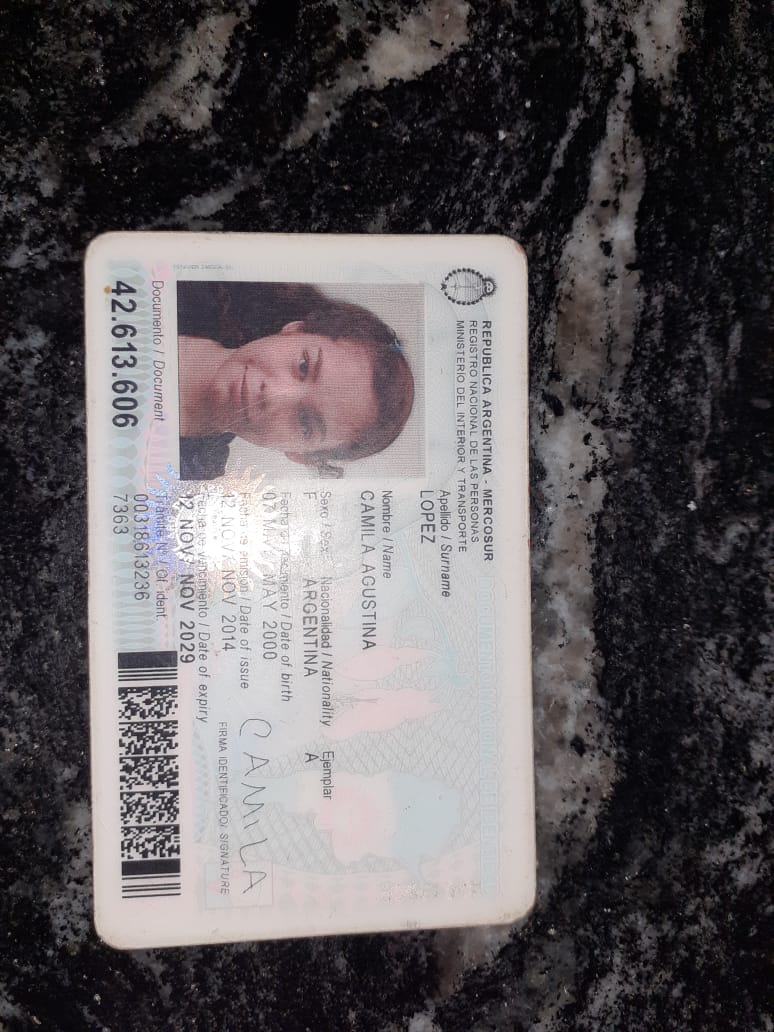 REPUBLICA ARGENTINA - MERCOSUR
REGISTRO NACIONAL DE LAS PERSONAS
MINISTERIO DEL INTERIOR Y TRANSPORTE
Apellido / Surname
LOPEZ
Nombre / Name
CAMILA AGUSTINA
Sexo / Sex Nacionalidad / Nationality Ejemplar
F ARGENTINA A
Fecha de nacimiento / Date of birth
MAY 2000
Fecha de emisión / Date of issue
12 NOV / NOV 2014
Fecha de vencimiento / Date of expiry
12 NOV / NOV 2029
CAMILA
FIRMA IDENTIFICADO/ SIGNATURE
Documento / Document
42.613.606
Trámite N° / Of. ident.
00318613236
7363